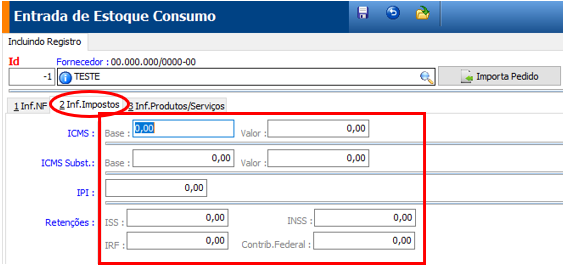 Entrada de Estoque Consumo
Incluindo Registro
Id Fornecedor : 00.000.000/0000-00
-1 TESTE Importa Pedido
1 Inf.NF 2 Inf.Impostos 3 Inf.Produtos/Serviços
ICMS : Base : 0,00 Valor : 0,00
ICMS Subst.: Base : 0,00 Valor : 0,00
IPI : 0,00
Retenções : ISS : 0,00 INSS : 0,00
IRF : 0,00 Contrib.Federal : 0,00